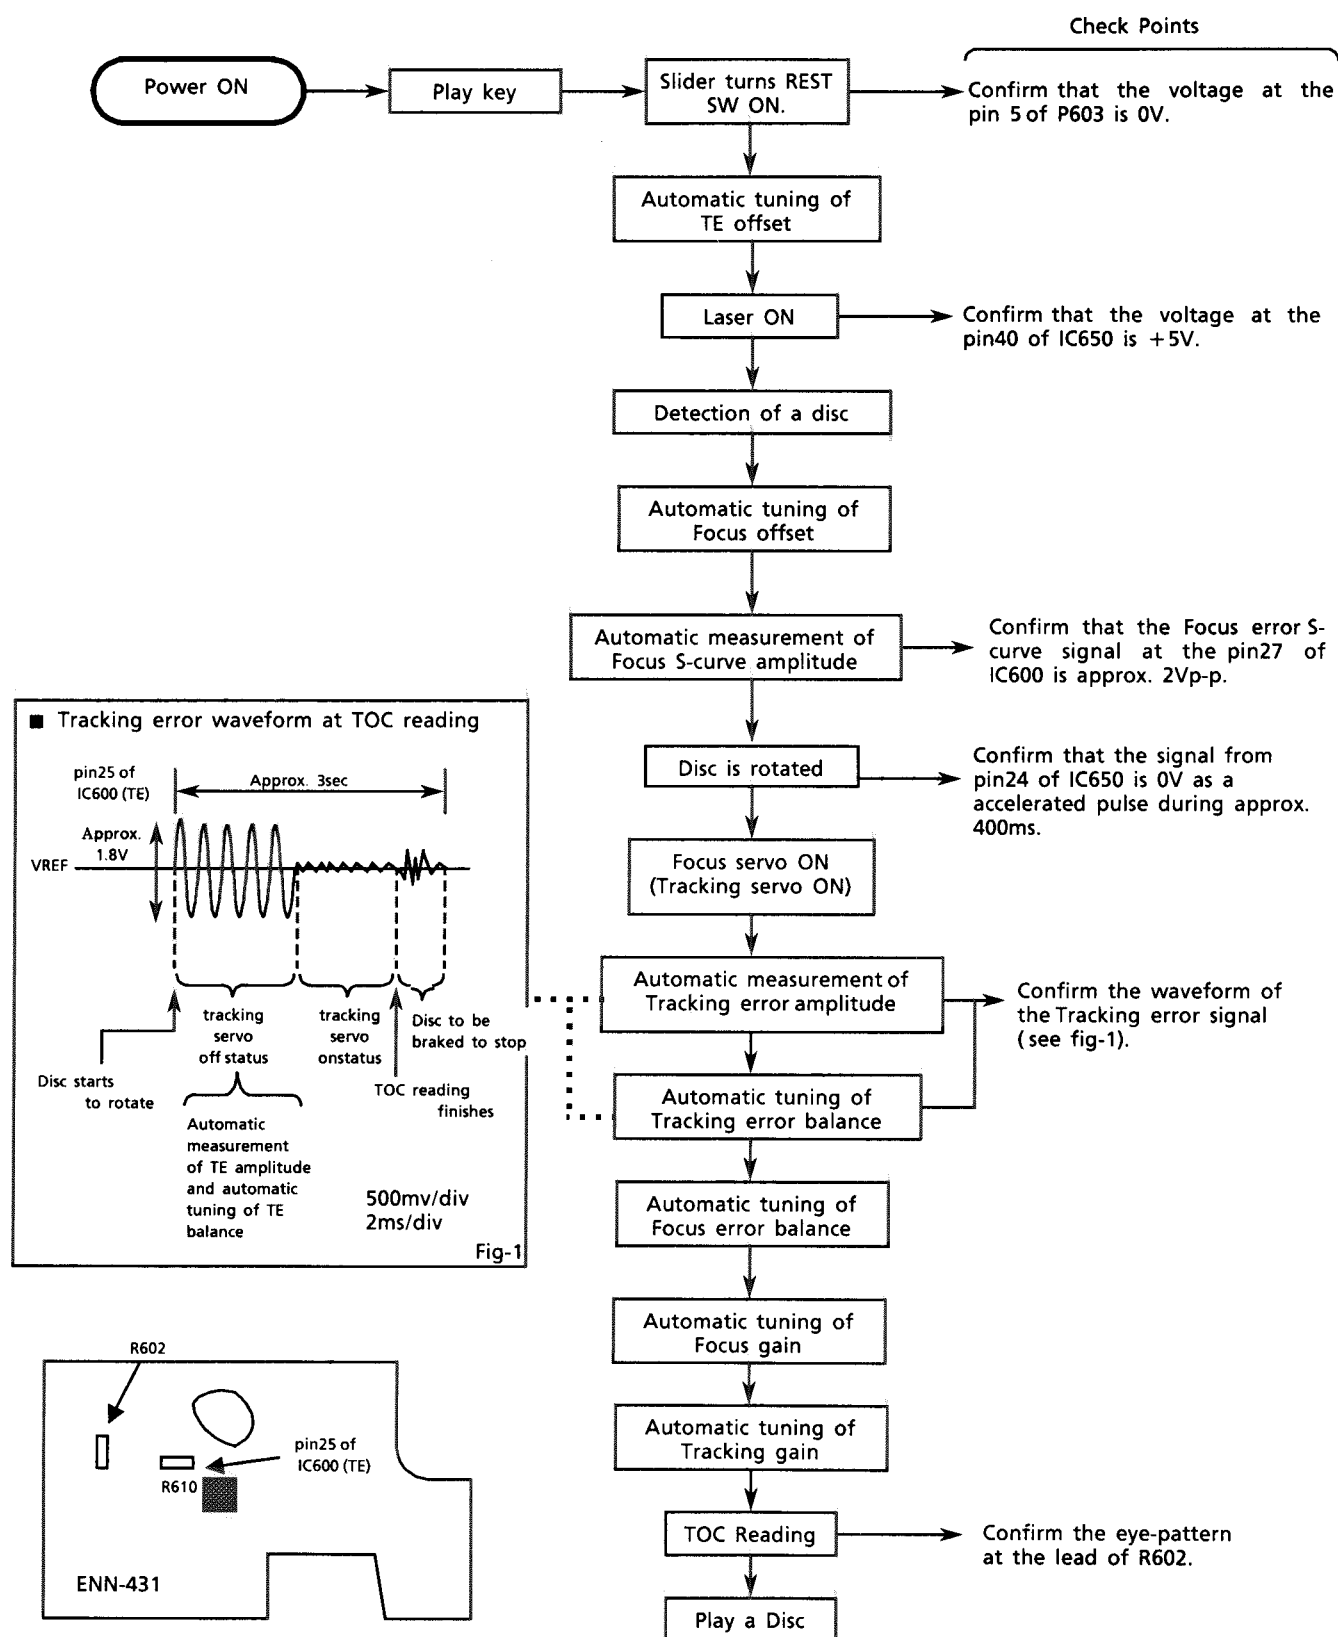 Check Points
Power ON
Play key
Slider turns REST
SW ON.
Confirm that the voltage at the
pin 5 of P603 is 0V.
Automatic tuning of
TE offset
Laser ON
Confirm that the voltage at the
pin40 of IC650 is +5V.
Detection of a disc
Automatic tuning of
Focus offset
Automatic measurement of
Focus S-curve amplitude
Confirm that the Focus error S-
curve signal at the pin27 of
IC600 is approx. 2Vp-p.
Disc is rotated
Confirm that the signal from
pin24 of IC650 is 0V as a
accelerated pulse during approx.
400ms.
Focus servo ON
(Tracking servo ON)
Automatic measurement of
Tracking error amplitude
Confirm the waveform of
the Tracking error signal
(see fig-1).
Automatic tuning of
Tracking error balance
Automatic tuning of
Focus error balance
Automatic tuning of
Focus gain
Automatic tuning of
Tracking gain
TOC Reading
Confirm the eye-pattern
at the lead of R602.
Play a Disc
■ Tracking error waveform at TOC reading
pin25 of
IC600 (TE)
Approx. 3sec
Approx.
1.8V
VREF
tracking
servo
off status
tracking
servo
onstatus
Disc to be
braked to stop
Disc starts
to rotate
TOC reading
finishes
Automatic
measurement
of TE amplitude
and automatic
tuning of TE
balance
500mv/div
2ms/div
Fig-1
R602
pin25 of
IC600 (TE)
R610
ENN-431